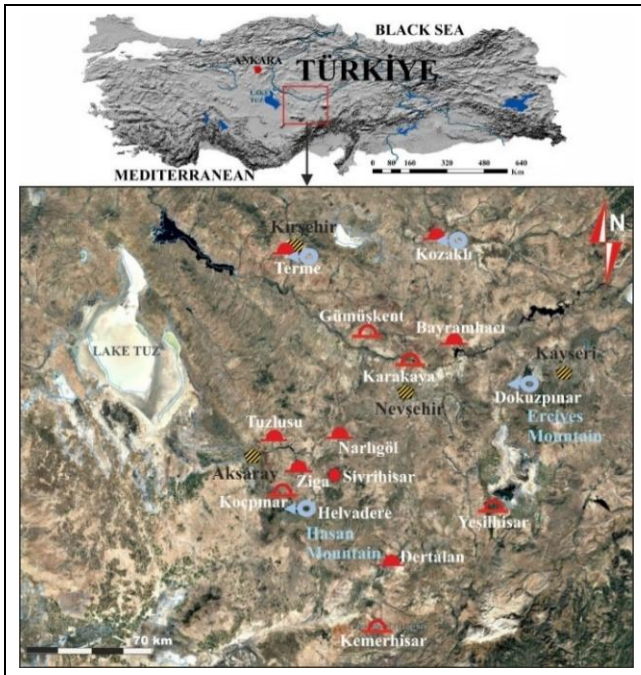 BLACK SEA
ANKARA
TÜRKİYE
LAKE
TUZ
MEDITERRANEAN
0 80 160 320 480 640
Km
N
Kırşehir
Terme
Kozaklı
Gümüşkent
Bayramhacı
LAKE TUZ
Karakaya
Kayseri
Dokuzpınar
Nevşehir
Erciyes
Mountain
Tuzlusu
Narlıgöl
Aksaray
Ziga
Sivrihisar
Koçpınar
Helvadere
Yeşilhisar
Hasan
Mountain
Dertalan
Kemerhisar
70 km